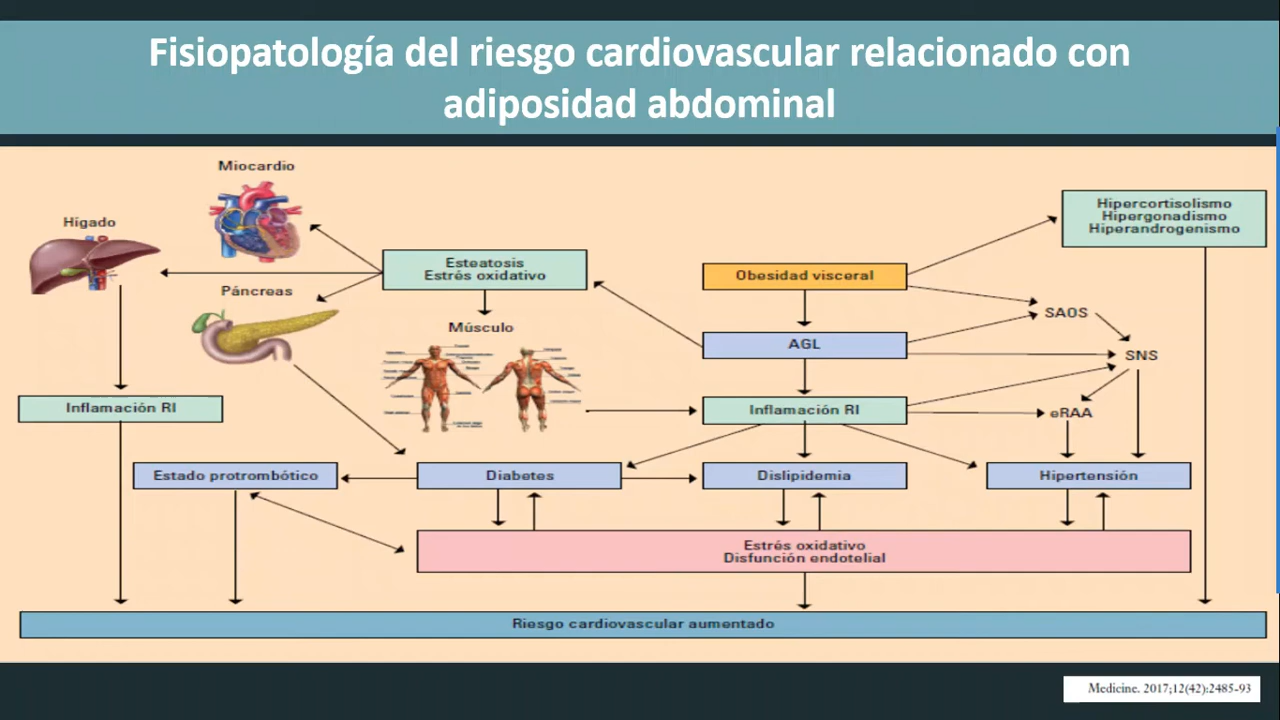 Fisiopatología del riesgo cardiovascular relacionado con
adiposidad abdominal
Miocardio
Hígado
Páncreas
Esteatosis
Estrés oxidativo
Músculo
Obesidad visceral
AGL
Inflamación RI
Hipercortisolismo
Hipergonadismo
Hiperandrogenismo
SAOS
SNS
eRAA
Inflamación RI
Estado protrombótico
Diabetes
Dislipidemia
Hipertensión
Estrés oxidativo
Disfunción endotelial
Riesgo cardiovascular aumentado
Medicine. 2017;12(42):2485-93